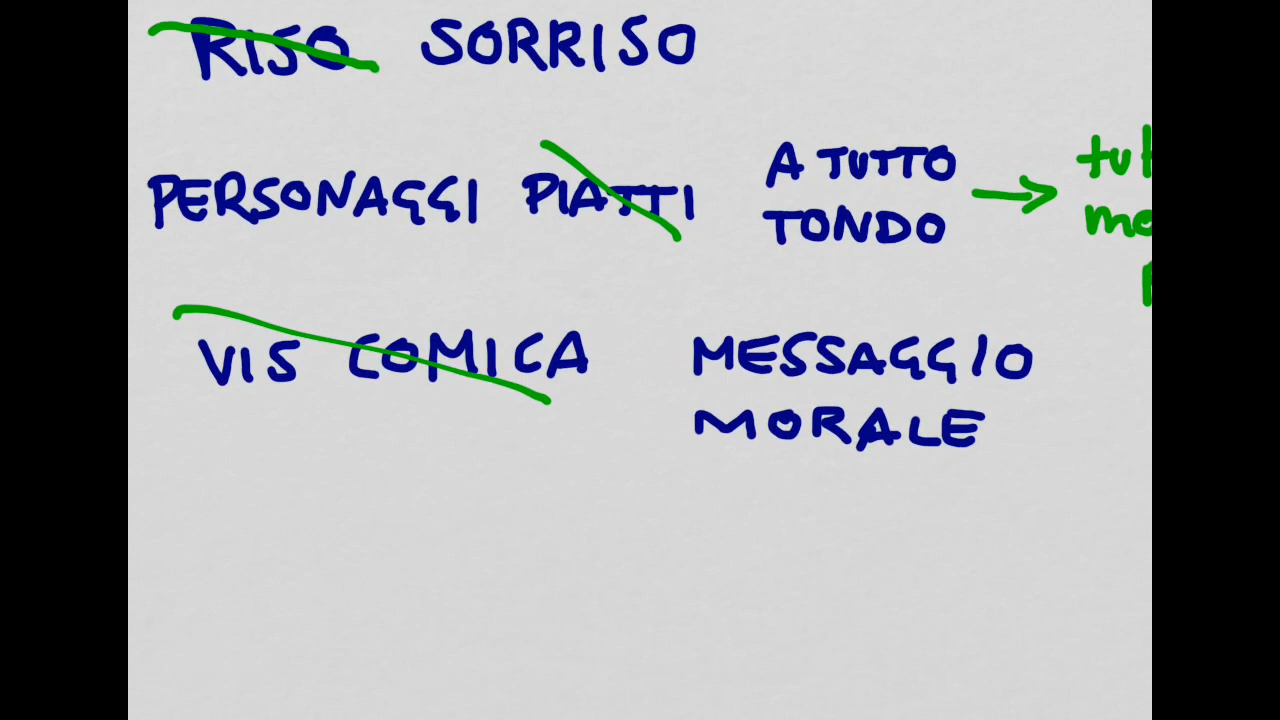 RISO SORRISO
PERSONAGGI PIATTI A TUTTO TONDO →
VIS COMICA MESSAGGIO MORALE